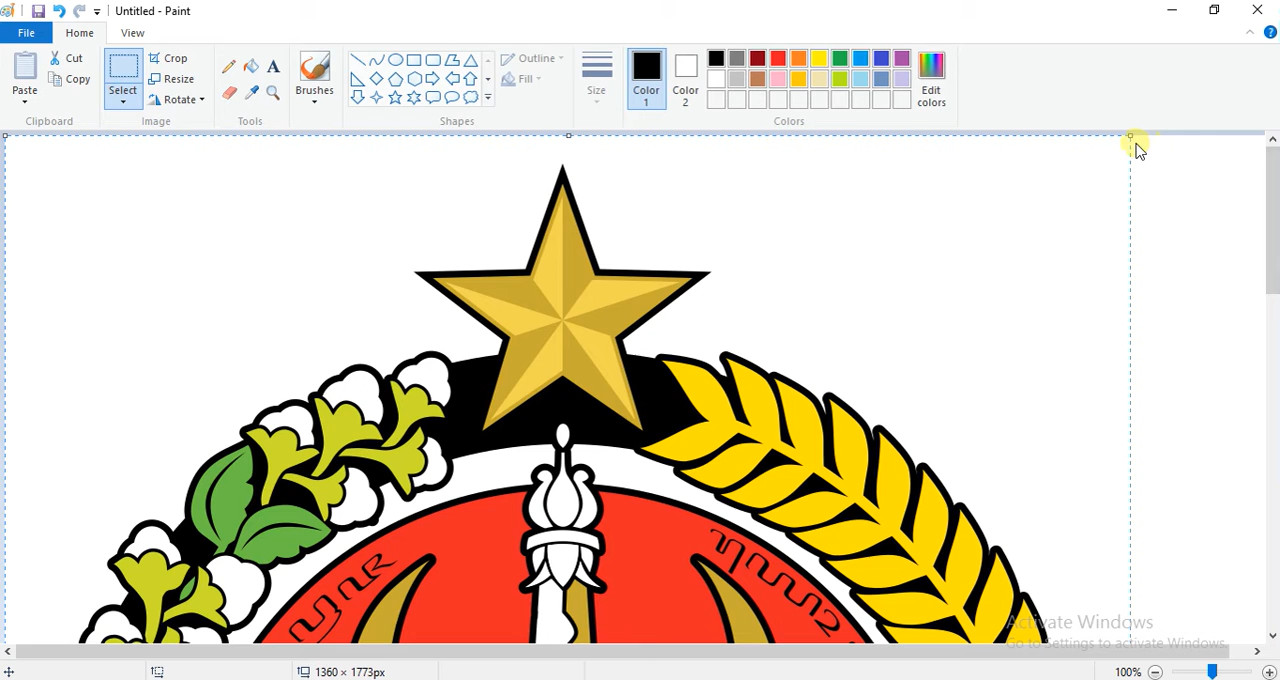 Untitled - Paint
File
Home
View
Paste
Cut
Copy
Clipboard
Select
Crop
Resize
Rotate
Image
Tools
Brushes
Outline
Fill
Shapes
Size
Color
1
Color
2
Edit
colors
Colors
Activate Windows
Go to Settings to activate Windows.
1360 × 1773px
100%